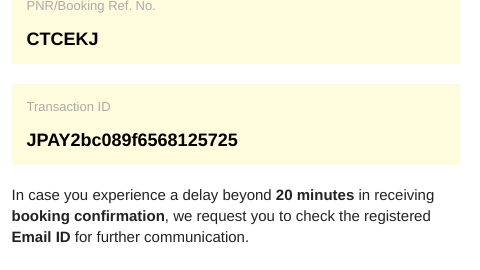 PNR/Booking Ref. No.
CTCEKJ
Transaction ID
JPAY2bc089f6568125725
In case you experience a delay beyond 20 minutes in receiving
booking confirmation, we request you to check the registered
Email ID for further communication.